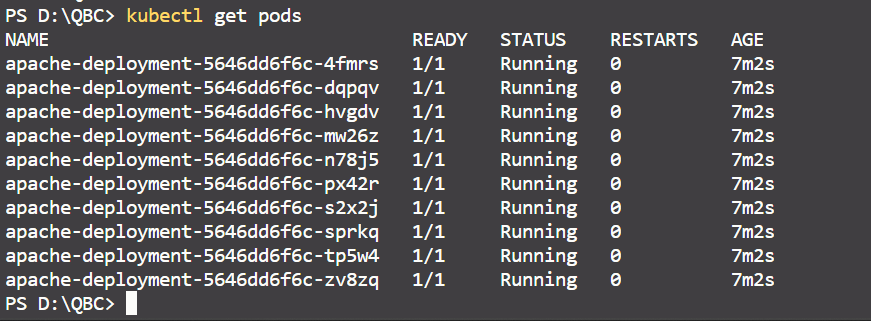 PS D:\QBC> kubectl get pods
NAME READY STATUS RESTARTS AGE
apache-deployment-5646dd6f6c-4fmrs 1/1 Running 0 7m2s
apache-deployment-5646dd6f6c-dqpqv 1/1 Running 0 7m2s
apache-deployment-5646dd6f6c-hvgdv 1/1 Running 0 7m2s
apache-deployment-5646dd6f6c-mw26z 1/1 Running 0 7m2s
apache-deployment-5646dd6f6c-n78j5 1/1 Running 0 7m2s
apache-deployment-5646dd6f6c-px42r 1/1 Running 0 7m2s
apache-deployment-5646dd6f6c-s2x2j 1/1 Running 0 7m2s
apache-deployment-5646dd6f6c-sprkq 1/1 Running 0 7m2s
apache-deployment-5646dd6f6c-tp5w4 1/1 Running 0 7m2s
apache-deployment-5646dd6f6c-zv8zq 1/1 Running 0 7m2s
PS D:\QBC>